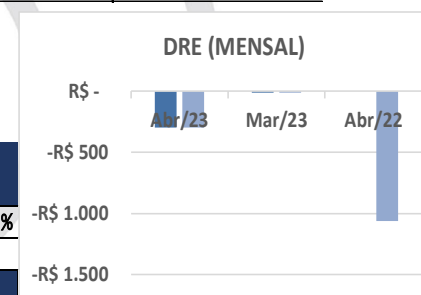 DRE (MENSAL)
R$ -
Abr/23 Mar/23 Abr/22
-R$ 500
% -R$ 1.000
-R$ 1.500